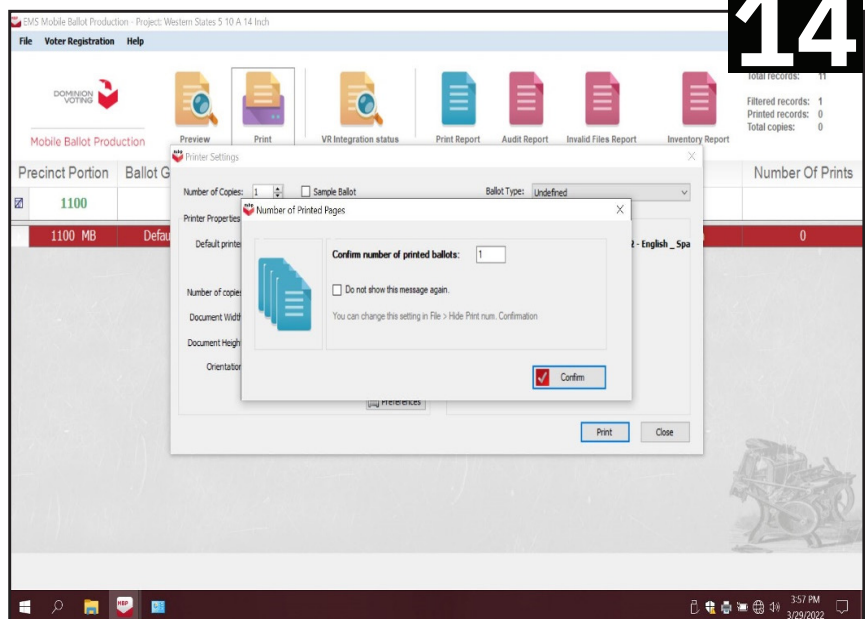 EMS Mobile Ballot Production - Project: Western States 5 10 A 14 Inch
14
File Voter Registration Help
DOMINION VOTING
Mobile Ballot Production
Preview Print VR Integration status Print Report Audit Report Invalid Files Report Inventory Report
Total records: 11
Filtered records: 1
Printed records: 0
Total copies: 0
Precinct Portion Ballot G Number Of Prints
1100
1100 MB Defau 0
Printer Settings
Number of Copies: 1 Sample Ballot Ballot Type: Undefined
Printer Properties
Default printe 2 - English _ Spa
Number of copies
Document Width
Document Heigh
Orientation
Preferences
Print Close
Number of Printed Pages
Confirm number of printed ballots: 1
Do not show this message again.
You can change this setting in File > Hide Print num. Confirmation
Confirm
MBP
3:57 PM
3/29/2022